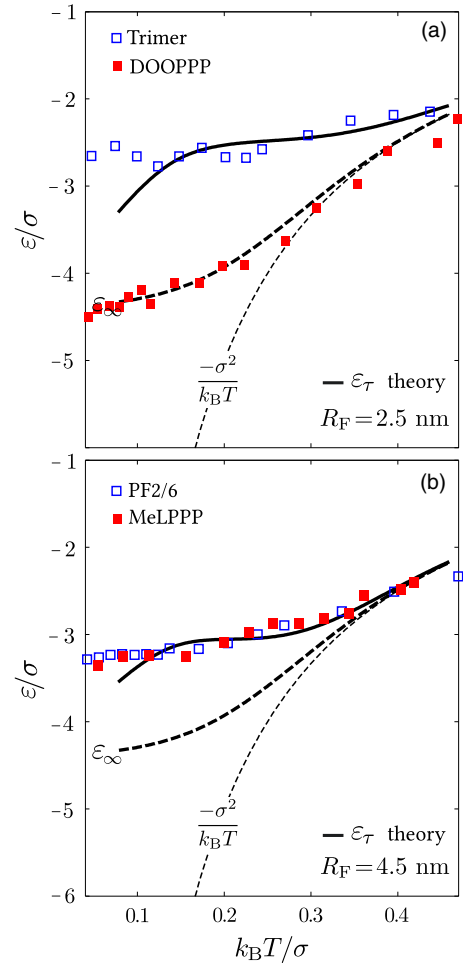 (a)
Trimer
DOOPPP
− 1
− 2
− 3
− 4
− 5
ε/σ
ε∞
−σ²
k_BT
ε_τ theory
R_F = 2.5 nm
(b)
PF2/6
MeLPPP
− 1
− 2
− 3
− 4
− 5
− 6
ε/σ
ε∞
−σ²
k_BT
ε_τ theory
R_F = 4.5 nm
0.1 0.2 0.3 0.4
k_BT/σ